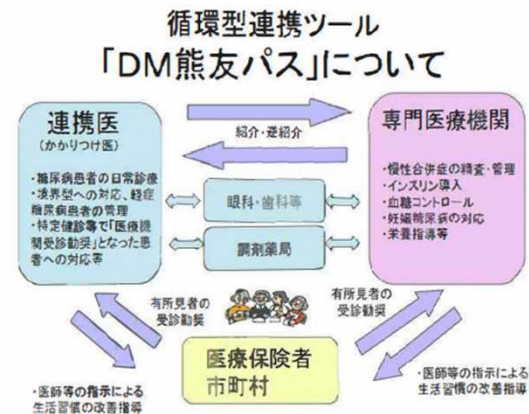 循環型連携ツール
「DM熊友パス」について
連携医
(かかりつけ医)
・糖尿病患者の日常診療
・境界型への対応、軽症
糖尿病患者の管理
・特定健診等で「医療機
関受診勧奨」となった患
者への対応等
紹介・逆紹介
眼科・歯科等
調剤薬局
専門医療機関
・慢性合併症の精査・管理
・インスリン導入
・血糖コントロール
・妊娠糖尿病の対応
・栄養指導等
有所見者の
受診勧奨
有所見者の
受診勧奨
医療保険者
市町村
・医師等の指示による
生活習慣の改善指導
・医師等の指示による
生活習慣の改善指導